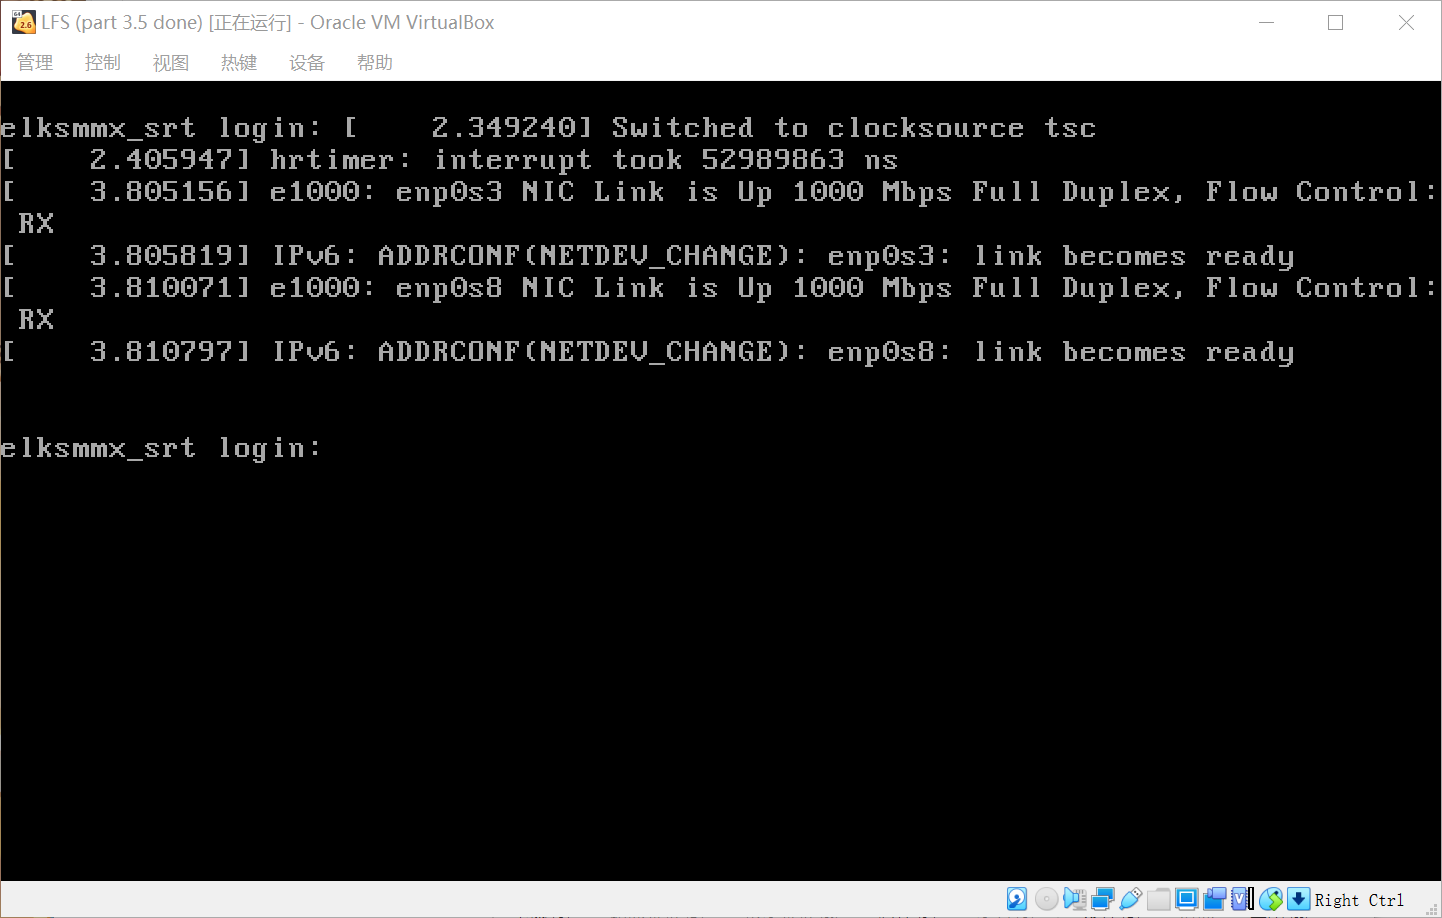 LFS (part 3.5 done) [正在运行] - Oracle VM VirtualBox
管理 控制 视图 热键 设备 帮助
elksmmx_srt login: [    2.349240] Switched to clocksource tsc
[    2.405947] hrtimer: interrupt took 52989863 ns
[    3.805156] e1000: enp0s3 NIC Link is Up 1000 Mbps Full Duplex, Flow Control:
 RX
[    3.805819] IPv6: ADDRCONF(NETDEV_CHANGE): enp0s3: link becomes ready
[    3.810071] e1000: enp0s8 NIC Link is Up 1000 Mbps Full Duplex, Flow Control:
 RX
[    3.810797] IPv6: ADDRCONF(NETDEV_CHANGE): enp0s8: link becomes ready
elksmmx_srt login:
Right Ctrl